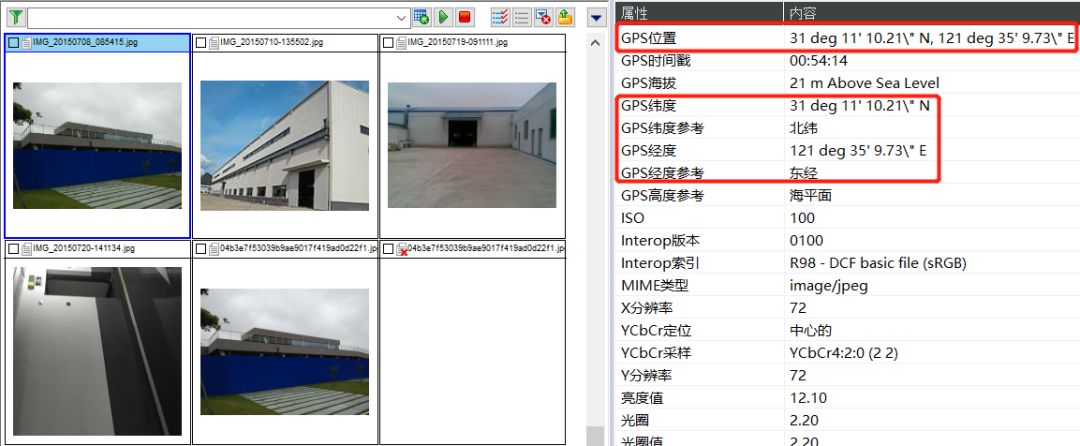 IMG_20150708_085415.jpg
IMG_20150710-135502.jpg
IMG_20150719-091111.jpg
IMG_20150720-141134.jpg
04b3e7f53039b9ae9017f419ad0d22f1.jp
04b3e7f53039b9ae9017f419ad0d22f1.jp
属性 内容
GPS位置 31 deg 11' 10.21\" N, 121 deg 35' 9.73\" E
GPS时间戳 00:54:14
GPS海拔 21 m Above Sea Level
GPS纬度 31 deg 11' 10.21\" N
GPS纬度参考 北纬
GPS经度 121 deg 35' 9.73\" E
GPS经度参考 东经
GPS高度参考 海平面
ISO 100
Interop版本 0100
Interop索引 R98 - DCF basic file (sRGB)
MIME类型 image/jpeg
X分辨率 72
YCbCr定位 中心的
YCbCr采样 YCbCr4:2:0 (2 2)
Y分辨率 72
亮度值 12.10
光圈 2.20
光圈值 2.20